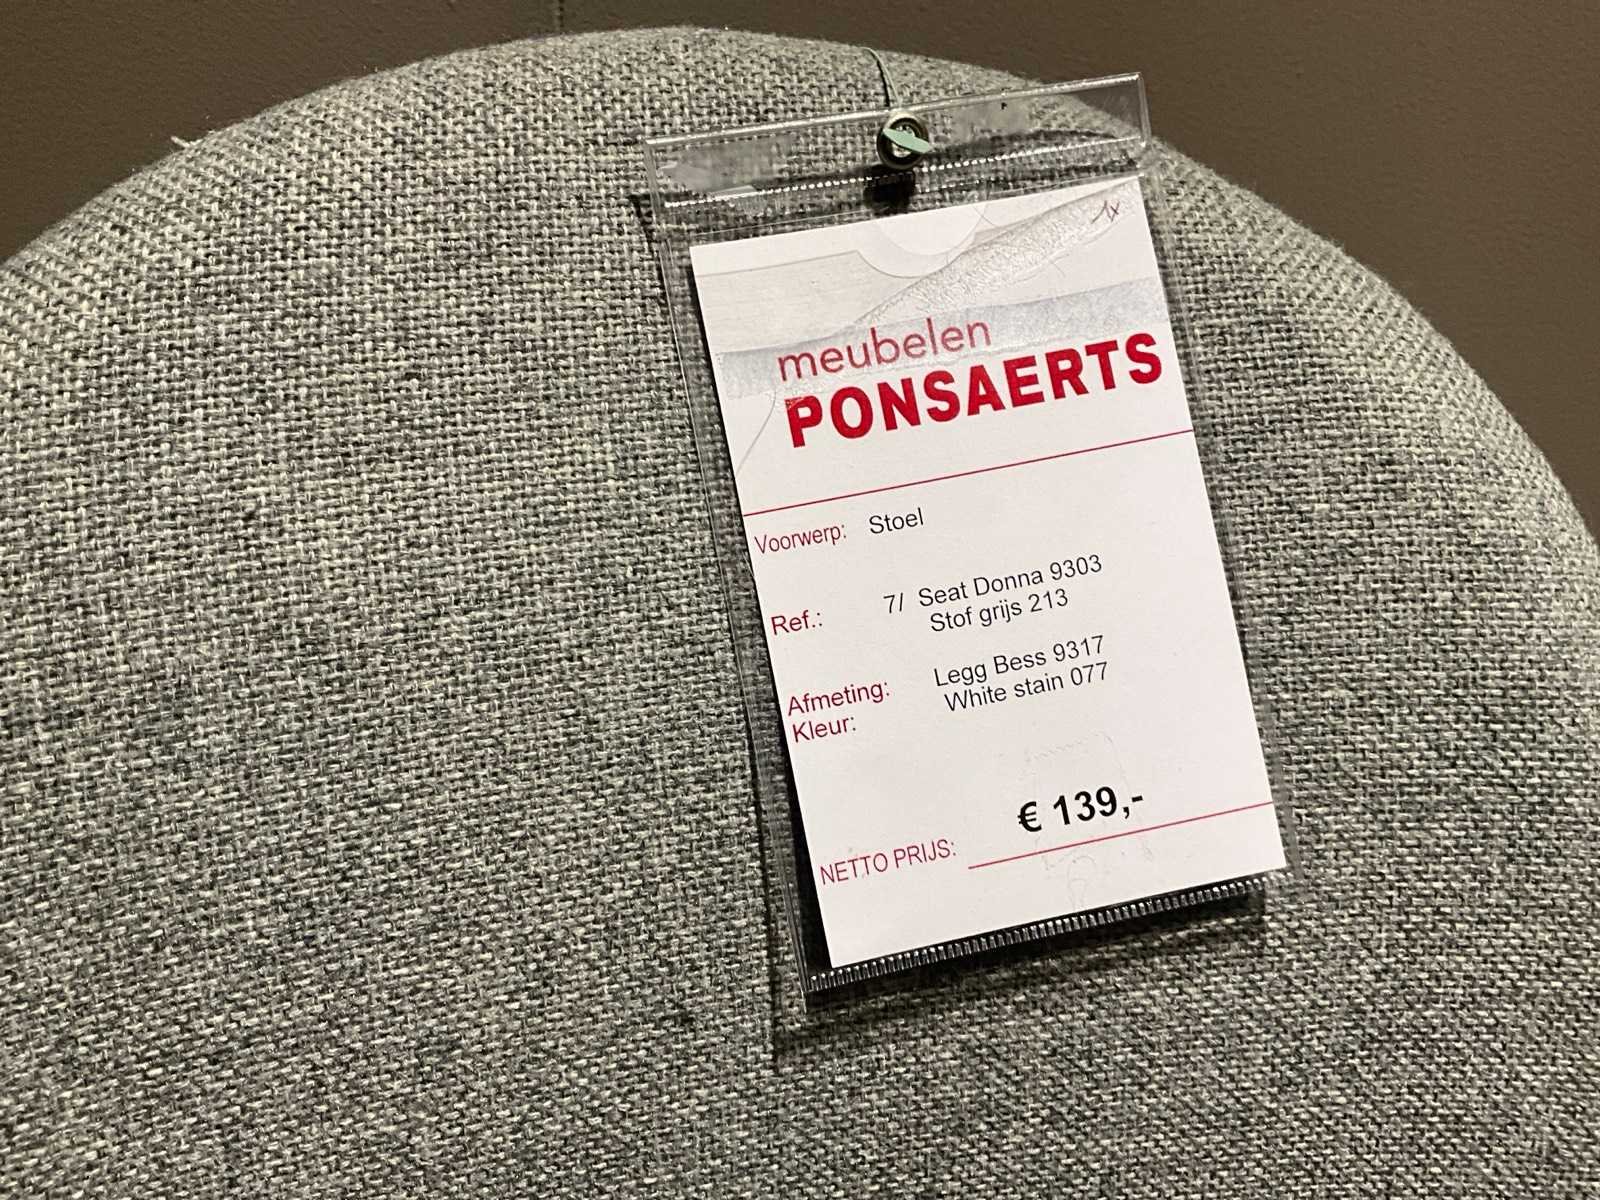 1x
meubelen
PONSAERTS
Voorwerp: Stoel
Ref.: 7/ Seat Donna 9303
Stof grijs 213
Afmeting: Legg Bess 9317
Kleur: White stain 077
€ 139,-
NETTO PRIJS: